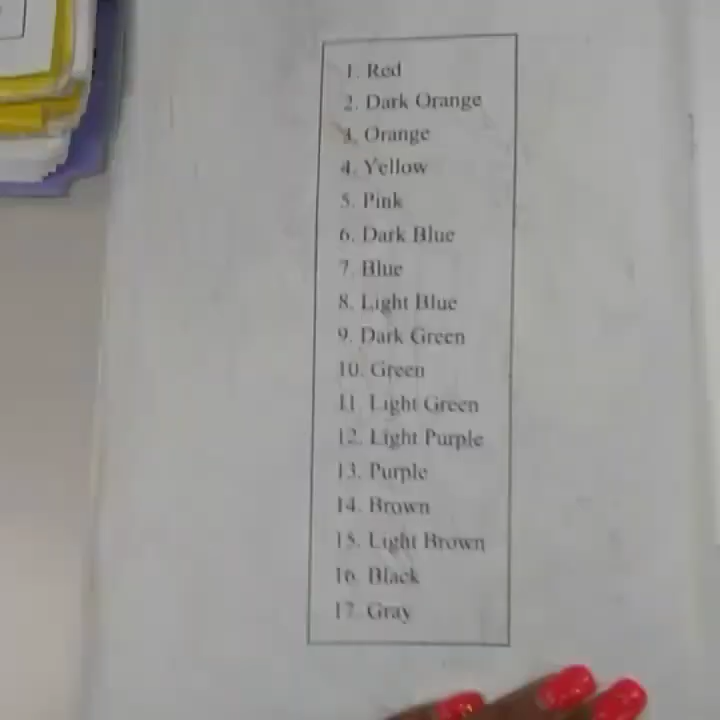 1. Red
2. Dark Orange
3. Orange
4. Yellow
5. Pink
6. Dark Blue
7. Blue
8. Light Blue
9. Dark Green
10. Green
11. Light Green
12. Light Purple
13. Purple
14. Brown
15. Light Brown
16. Black
17. Gray